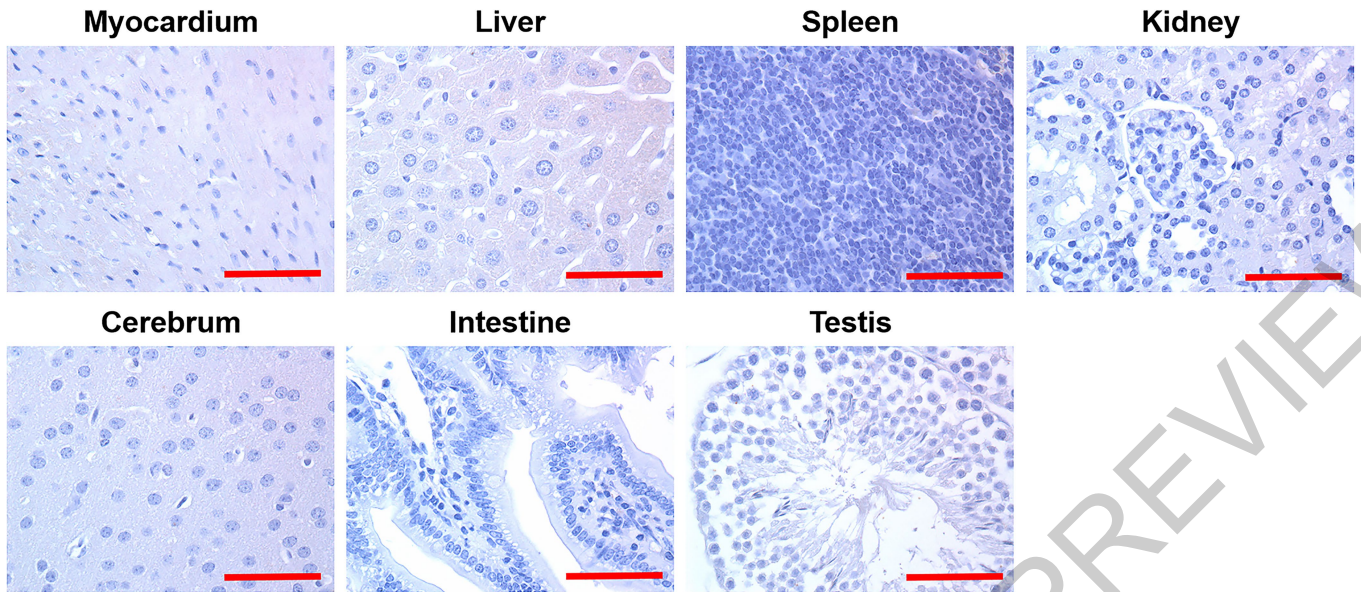 Myocardium
Liver
Spleen
Kidney
Cerebrum
Intestine
Testis
PREVIEW